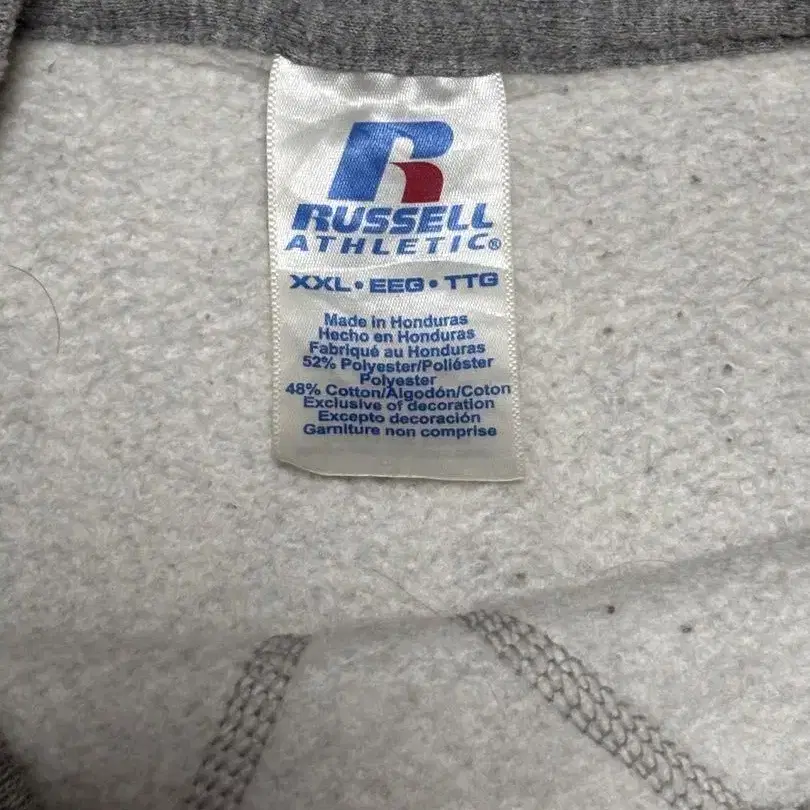 RUSSELL
ATHLETIC®
XXL • EEG • TTG
Made in Honduras
Hecho en Honduras
Fabriqué au Honduras
52% Polyester/Poliéster
Polyester
48% Cotton/Algodón/Coton
Exclusive of decoration
Excepto decoración
Garniture non comprise